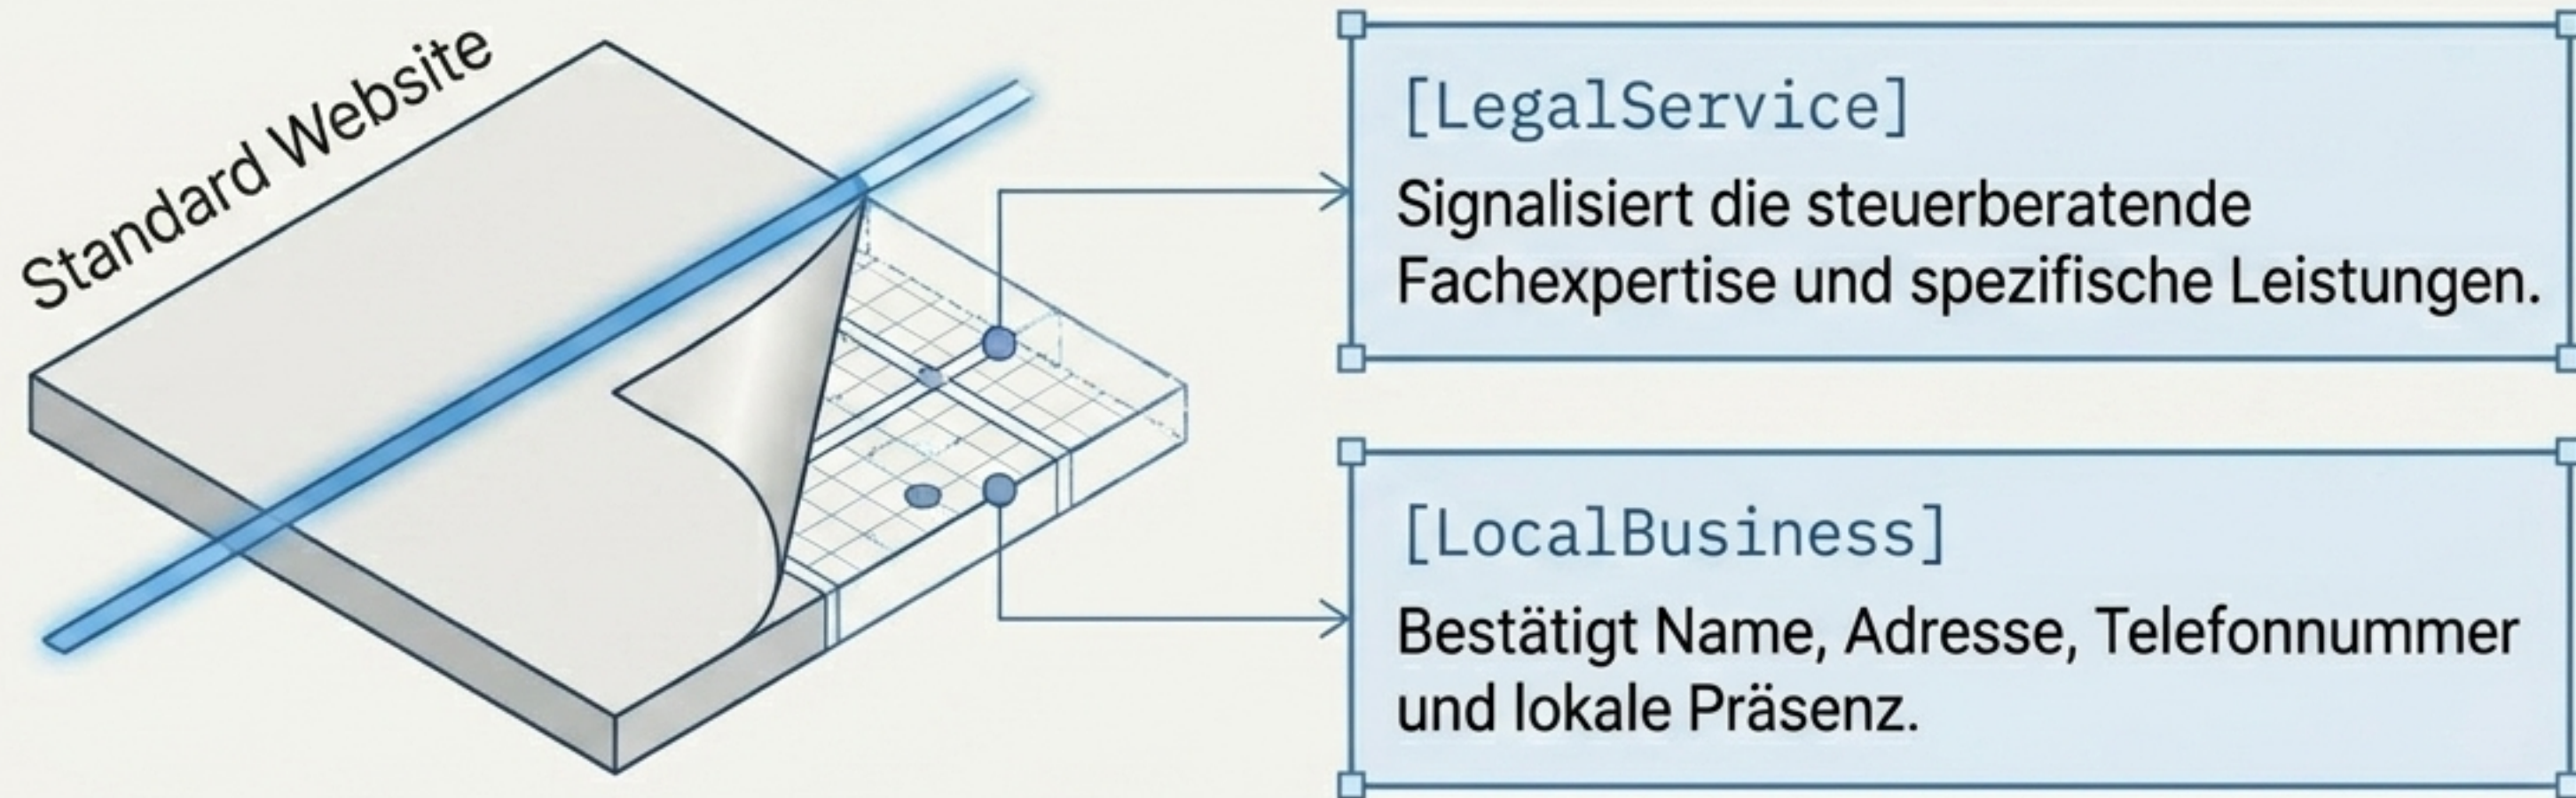 Standard Website
[LegalService]
Signalisiert die steuerberatende
Fachexpertise und spezifische Leistungen.
[LocalBusiness]
Bestätigt Name, Adresse, Telefonnummer
und lokale Präsenz.